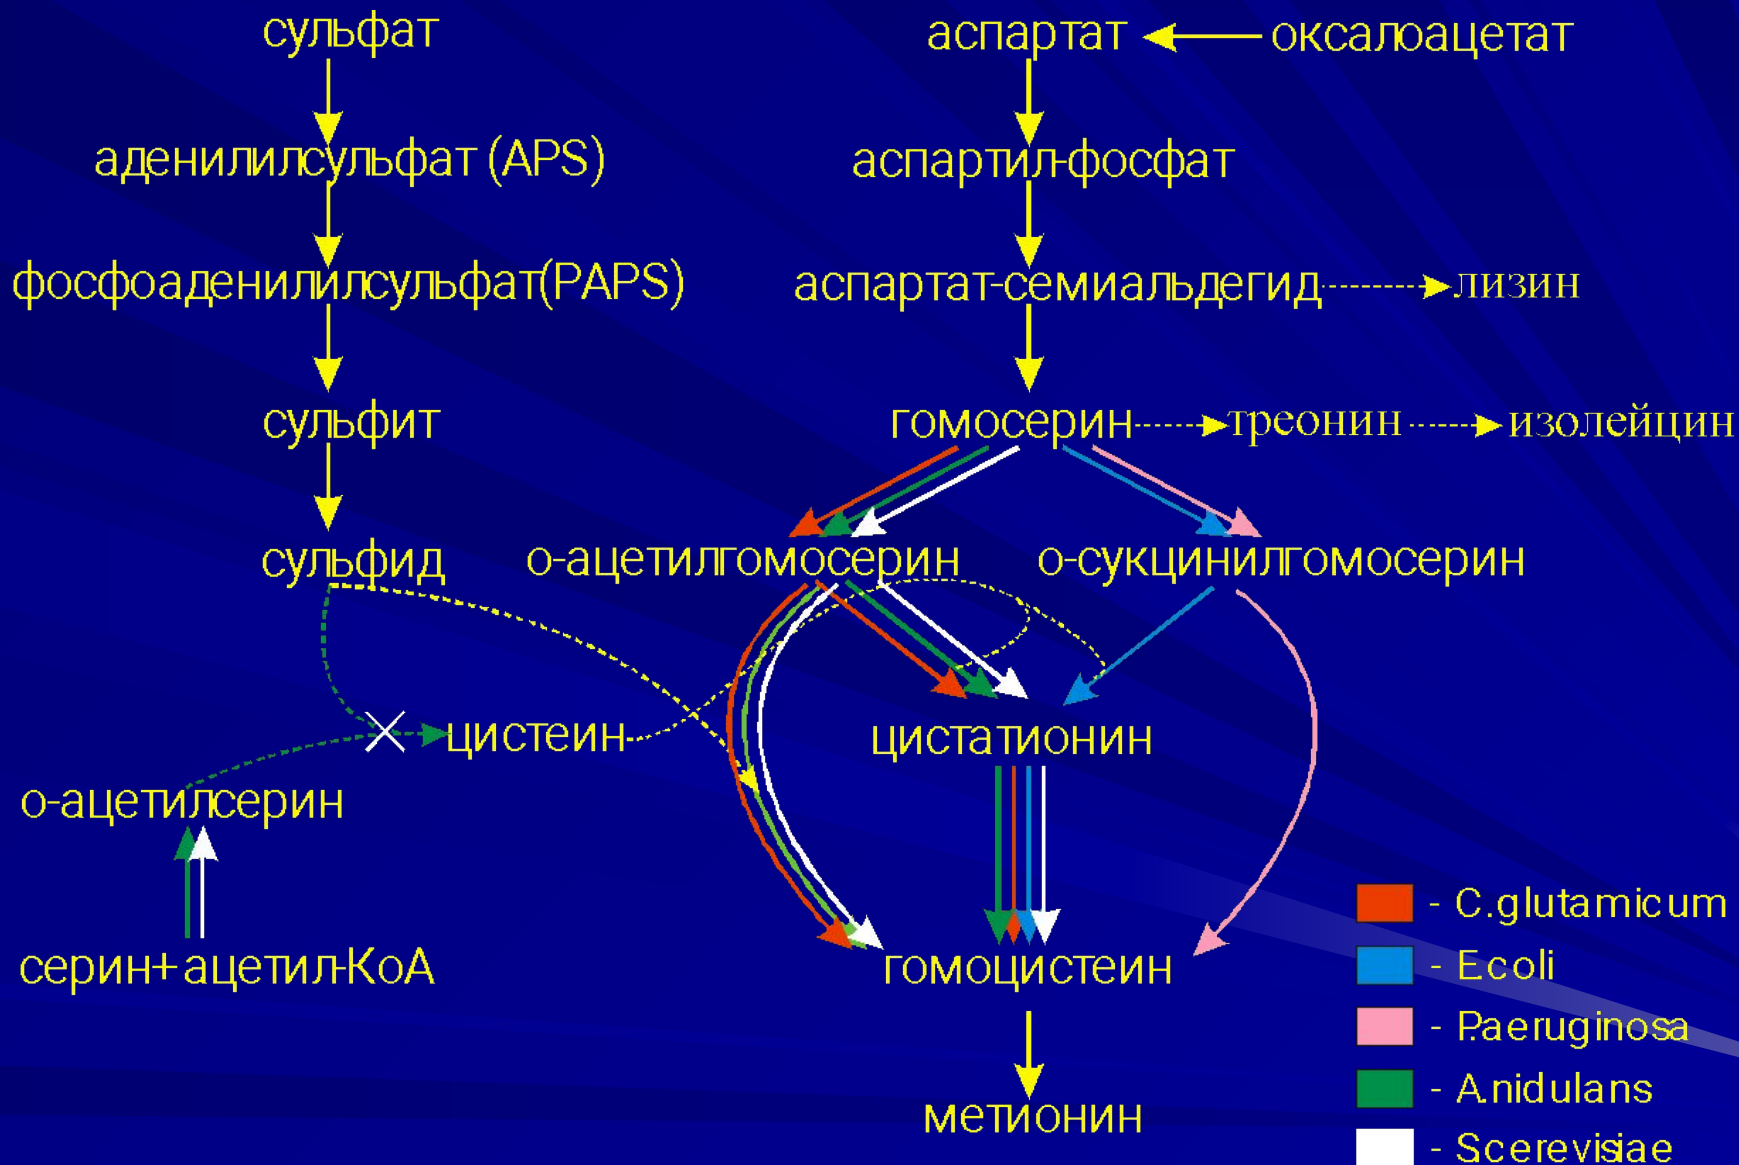 сульфат
аспартат
оксалоацетат
аденилилсульфат (APS)
аспартил-фосфат
фосфоаденилилсульфат(PAPS)
аспартат-семиальдегид
лизин
сульфит
гомосерин
треонин
изолейцин
сульфид
о-ацетилгомосерин
о-сукцинилгомосерин
цистеин
цистатионин
о-ацетилсерин
серин+ацетил-КоА
гомоцистеин
метионин
- C.glutamicum
- E.coli
- P.aeruginosa
- A.nidulans
- S.cerevisiae